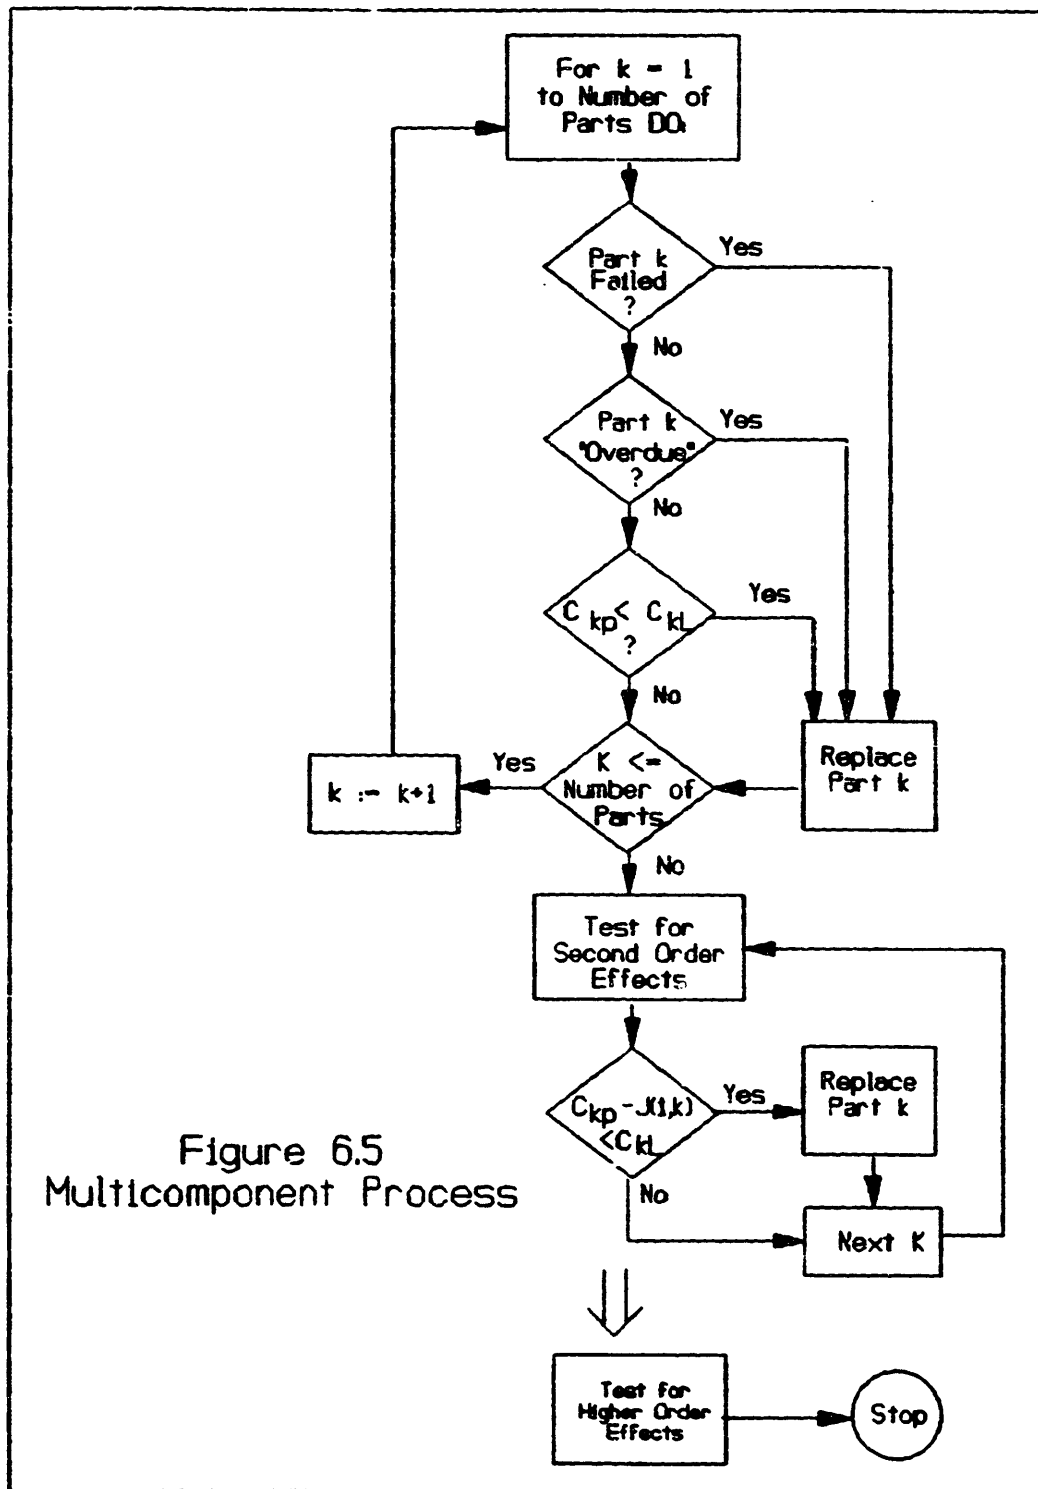 For k = 1
to Number of
Parts DO:
Part k
Failed
?
Yes
No
Part k
"Overdue"
?
Yes
No
C kp < C kL
?
Yes
No
K <=
Number of
Parts
Yes
k := k+1
Replace
Part k
No
Test for
Second Order
Effects
C kp -J(1,k)
<C kL
Yes
Replace
Part k
No
Next K
Figure 6.5
Multicomponent Process
Test for
Higher Order
Effects
Stop